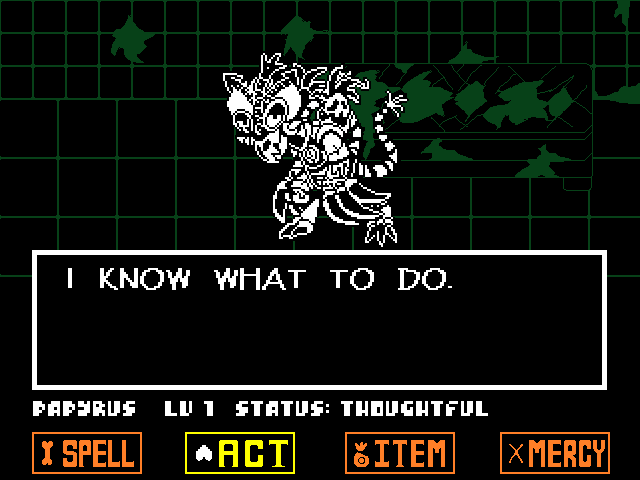 I KNOW WHAT TO DO.
PAPYRUS LV 1 STATUS: THOUGHTFUL
SPELL ACT ITEM MERCY